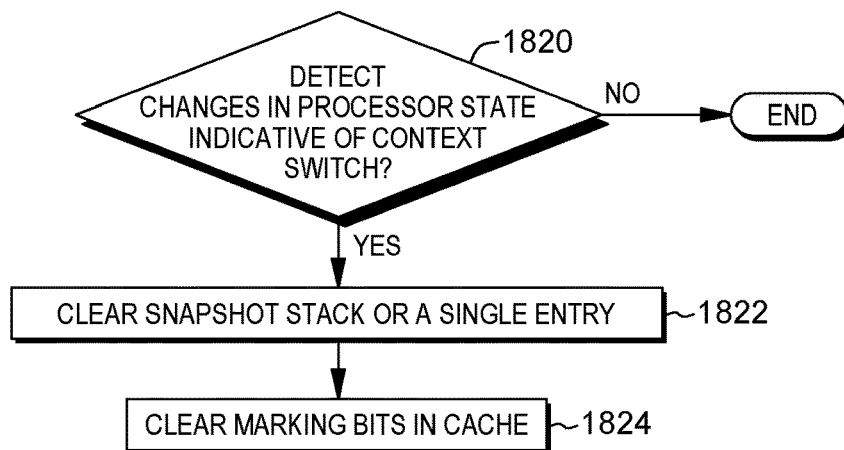 1820
DETECT
CHANGES IN PROCESSOR STATE
INDICATIVE OF CONTEXT
SWITCH?
NO
END
YES
CLEAR SNAPSHOT STACK OR A SINGLE ENTRY
1822
CLEAR MARKING BITS IN CACHE
1824